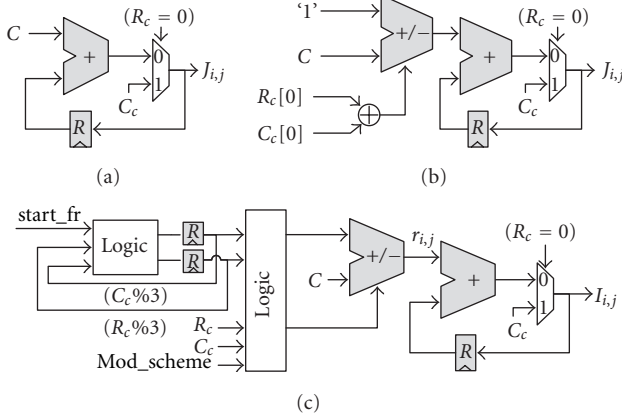 (R_c = 0)
C
+
0
1
J_{i,j}
C_c
R
(a)
'1'
C
+/−
R_c[0]
C_c[0]
+
(R_c = 0)
0
1
J_{i,j}
C_c
R
(b)
start_fr
Logic
R
R
(C_c%3)
(R_c%3)
R_c
C_c
Mod_scheme
Logic
C
+/−
r_{i,j}
+
(R_c = 0)
0
1
I_{i,j}
C_c
R
(c)